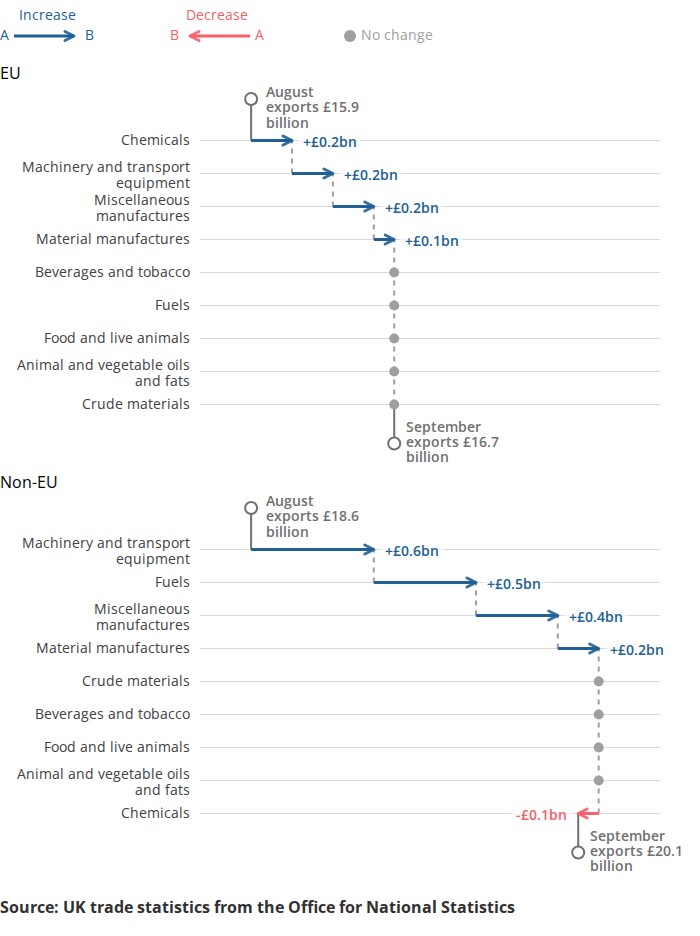 Increase
Decrease
A
B
B
A
No change
EU
August
exports £15.9
billion
Chemicals
+£0.2bn
Machinery and transport
equipment
+£0.2bn
Miscellaneous
manufactures
+£0.2bn
Material manufactures
+£0.1bn
Beverages and tobacco
Fuels
Food and live animals
Animal and vegetable oils
and fats
Crude materials
September
exports £16.7
billion
Non-EU
August
exports £18.6
billion
Machinery and transport
equipment
+£0.6bn
Fuels
+£0.5bn
Miscellaneous
manufactures
+£0.4bn
Material manufactures
+£0.2bn
Crude materials
Beverages and tobacco
Food and live animals
Animal and vegetable oils
and fats
Chemicals
-£0.1bn
September
exports £20.1
billion
Source: UK trade statistics from the Office for National Statistics